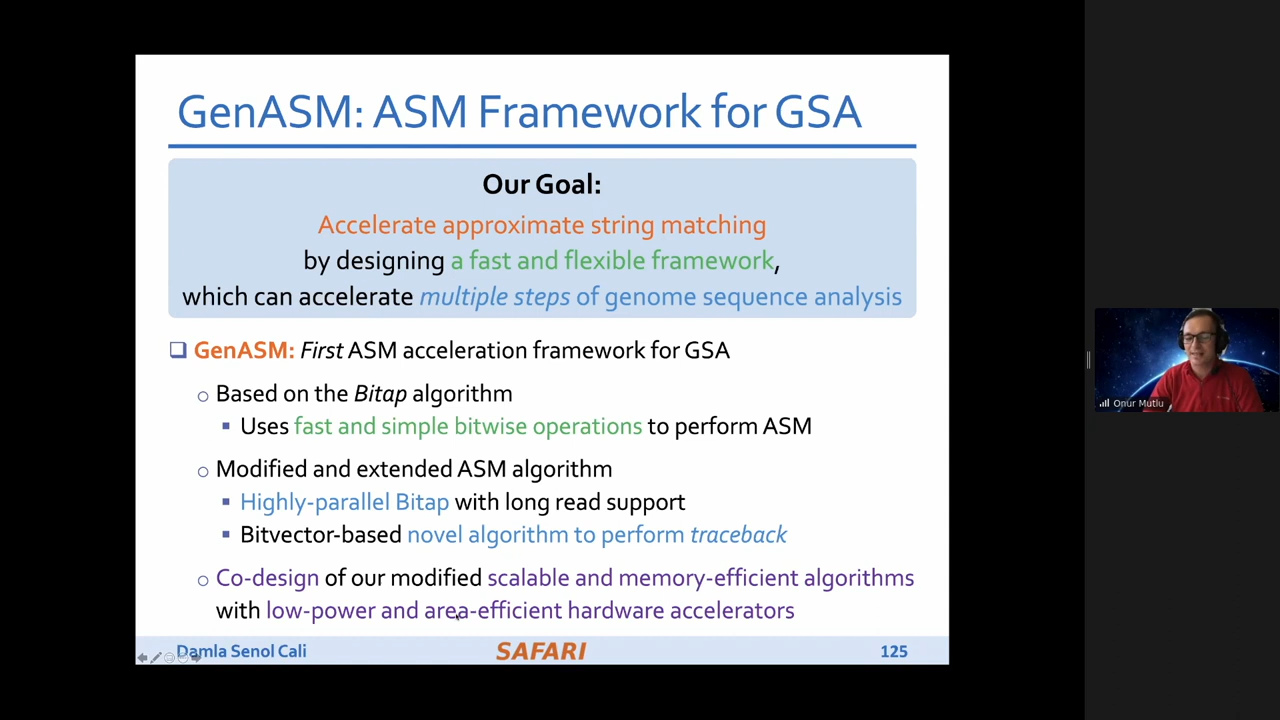 GenASM: ASM Framework for GSA
Our Goal:
Accelerate approximate string matching
by designing a fast and flexible framework,
which can accelerate multiple steps of genome sequence analysis
GenASM: First ASM acceleration framework for GSA
Based on the Bitap algorithm
Uses fast and simple bitwise operations to perform ASM
Modified and extended ASM algorithm
Highly-parallel Bitap with long read support
Bitvector-based novel algorithm to perform traceback
Co-design of our modified scalable and memory-efficient algorithms
with low-power and area-efficient hardware accelerators
Damla Senol Cali
SAFARI
125
Onur Mutlu